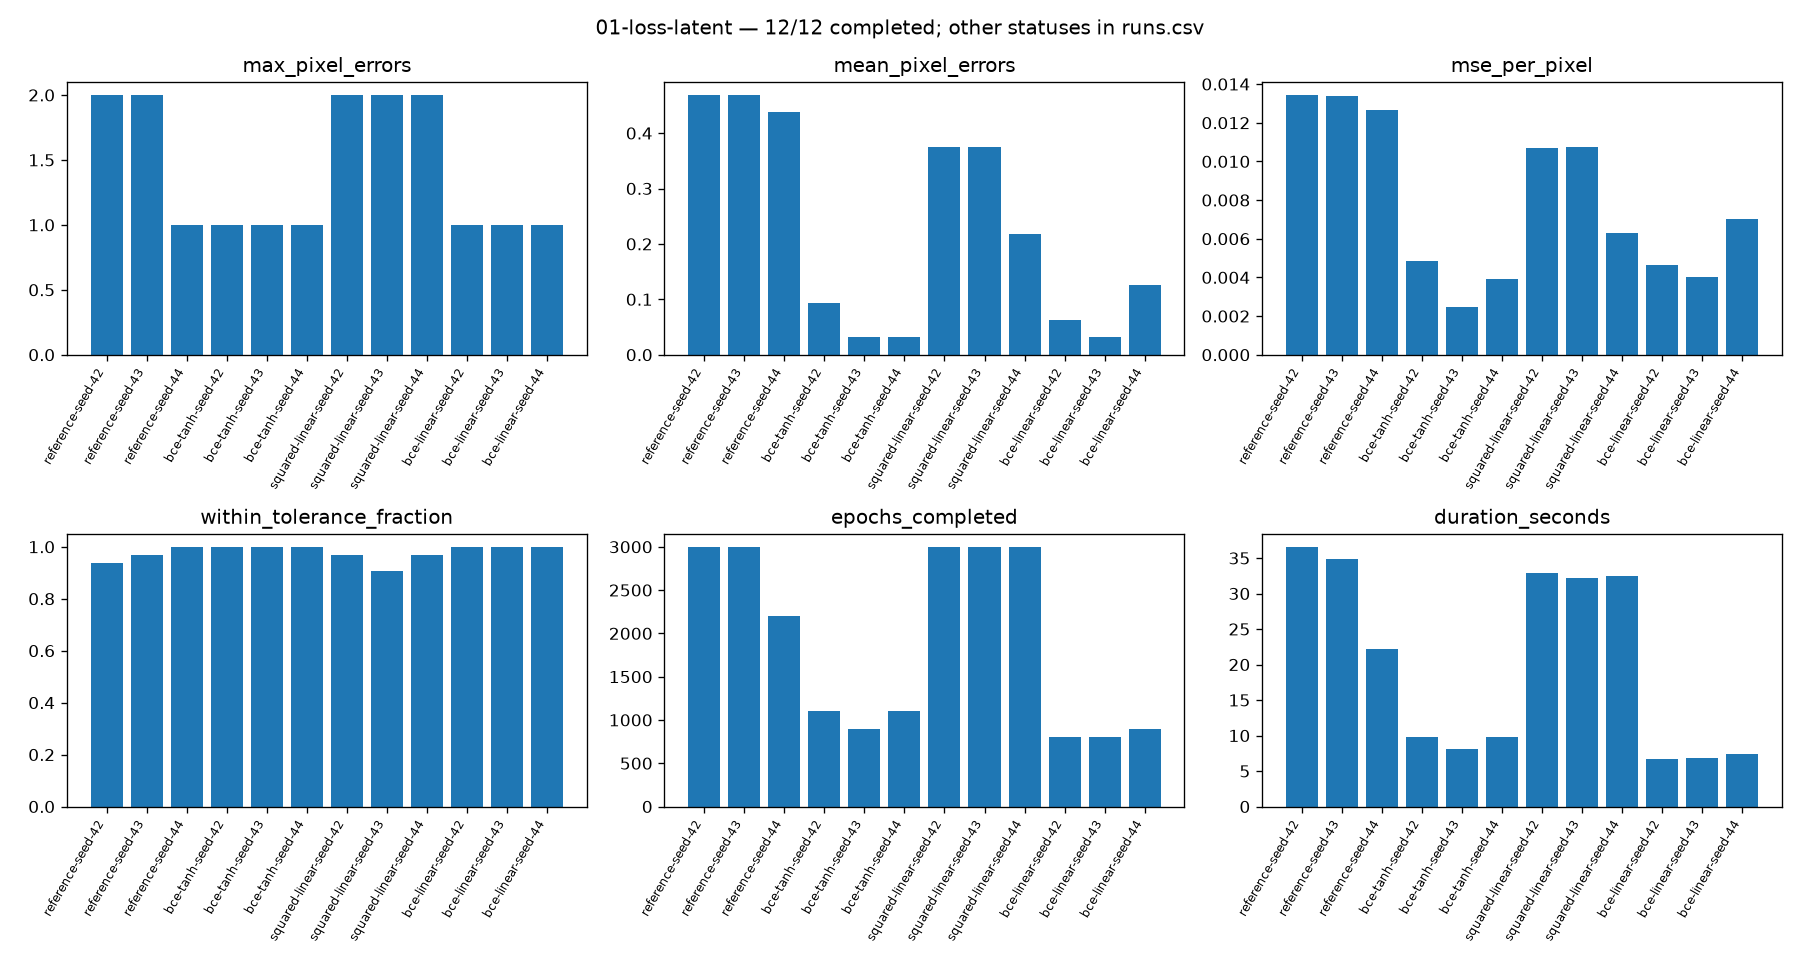 01-loss-latent — 12/12 completed; other statuses in runs.csv
max_pixel_errors
2.0
1.5
1.0
0.5
0.0
reference-seed-42
reference-seed-43
reference-seed-44
bce-tanh-seed-42
bce-tanh-seed-43
bce-tanh-seed-44
squared-linear-seed-42
squared-linear-seed-43
squared-linear-seed-44
bce-linear-seed-42
bce-linear-seed-43
bce-linear-seed-44
mean_pixel_errors
0.4
0.3
0.2
0.1
0.0
reference-seed-42
reference-seed-43
reference-seed-44
bce-tanh-seed-42
bce-tanh-seed-43
bce-tanh-seed-44
squared-linear-seed-42
squared-linear-seed-43
squared-linear-seed-44
bce-linear-seed-42
bce-linear-seed-43
bce-linear-seed-44
mse_per_pixel
0.014
0.012
0.010
0.008
0.006
0.004
0.002
0.000
reference-seed-42
reference-seed-43
reference-seed-44
bce-tanh-seed-42
bce-tanh-seed-43
bce-tanh-seed-44
squared-linear-seed-42
squared-linear-seed-43
squared-linear-seed-44
bce-linear-seed-42
bce-linear-seed-43
bce-linear-seed-44
within_tolerance_fraction
1.0
0.8
0.6
0.4
0.2
0.0
reference-seed-42
reference-seed-43
reference-seed-44
bce-tanh-seed-42
bce-tanh-seed-43
bce-tanh-seed-44
squared-linear-seed-42
squared-linear-seed-43
squared-linear-seed-44
bce-linear-seed-42
bce-linear-seed-43
bce-linear-seed-44
epochs_completed
3000
2500
2000
1500
1000
500
0
reference-seed-42
reference-seed-43
reference-seed-44
bce-tanh-seed-42
bce-tanh-seed-43
bce-tanh-seed-44
squared-linear-seed-42
squared-linear-seed-43
squared-linear-seed-44
bce-linear-seed-42
bce-linear-seed-43
bce-linear-seed-44
duration_seconds
35
30
25
20
15
10
5
0
reference-seed-42
reference-seed-43
reference-seed-44
bce-tanh-seed-42
bce-tanh-seed-43
bce-tanh-seed-44
squared-linear-seed-42
squared-linear-seed-43
squared-linear-seed-44
bce-linear-seed-42
bce-linear-seed-43
bce-linear-seed-44